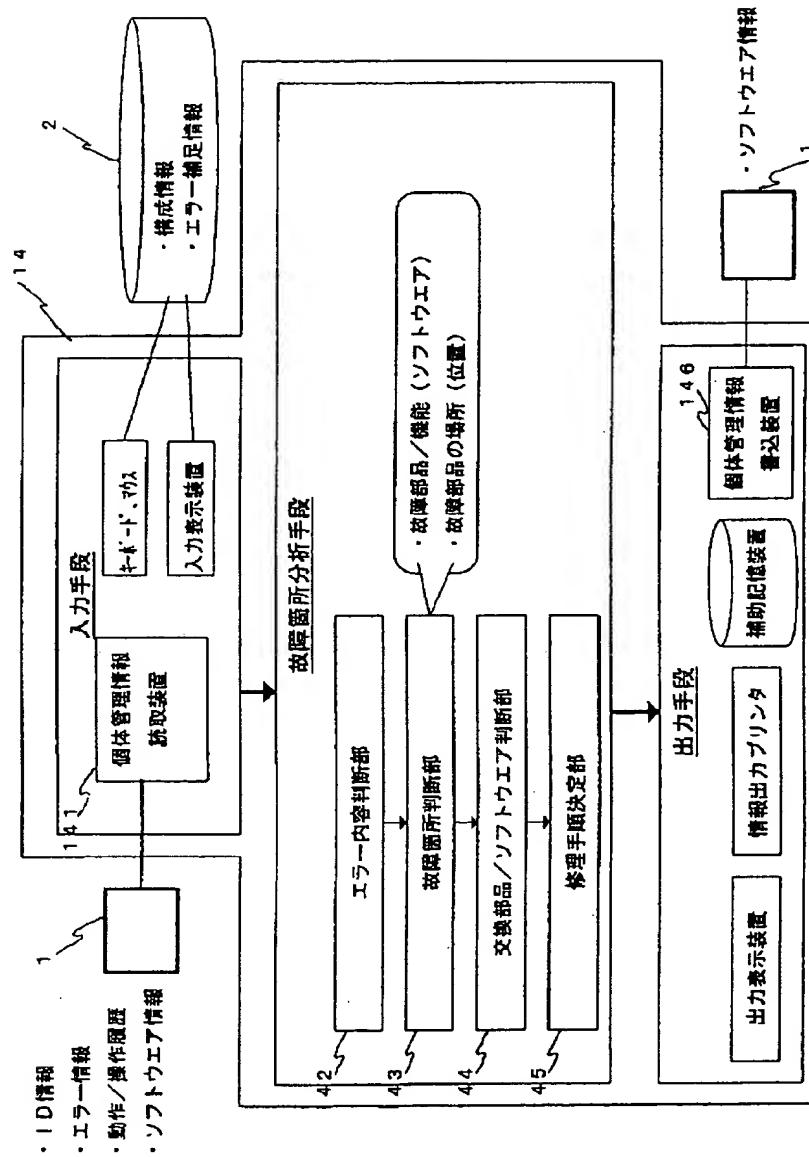 ・ID情報
・エラー情報
・動作/操作履歴
・ソフトウエア情報
1
14
入力手段
141
個体管理情報
読取装置
キーボード、マウス
入力表示装置
2
・構成情報
・エラー補足情報
故障箇所分析手段
42
エラー内容判断部
43
故障箇所判断部
44
交換部品/ソフトウエア判断部
45
修理手順決定部
・故障部品/機能(ソフトウエア)
・故障部品の場所(位置)
出力手段
出力表示装置
情報出力プリンタ
補助記憶装置
146
個体管理情報
書込装置
1
・ソフトウエア情報